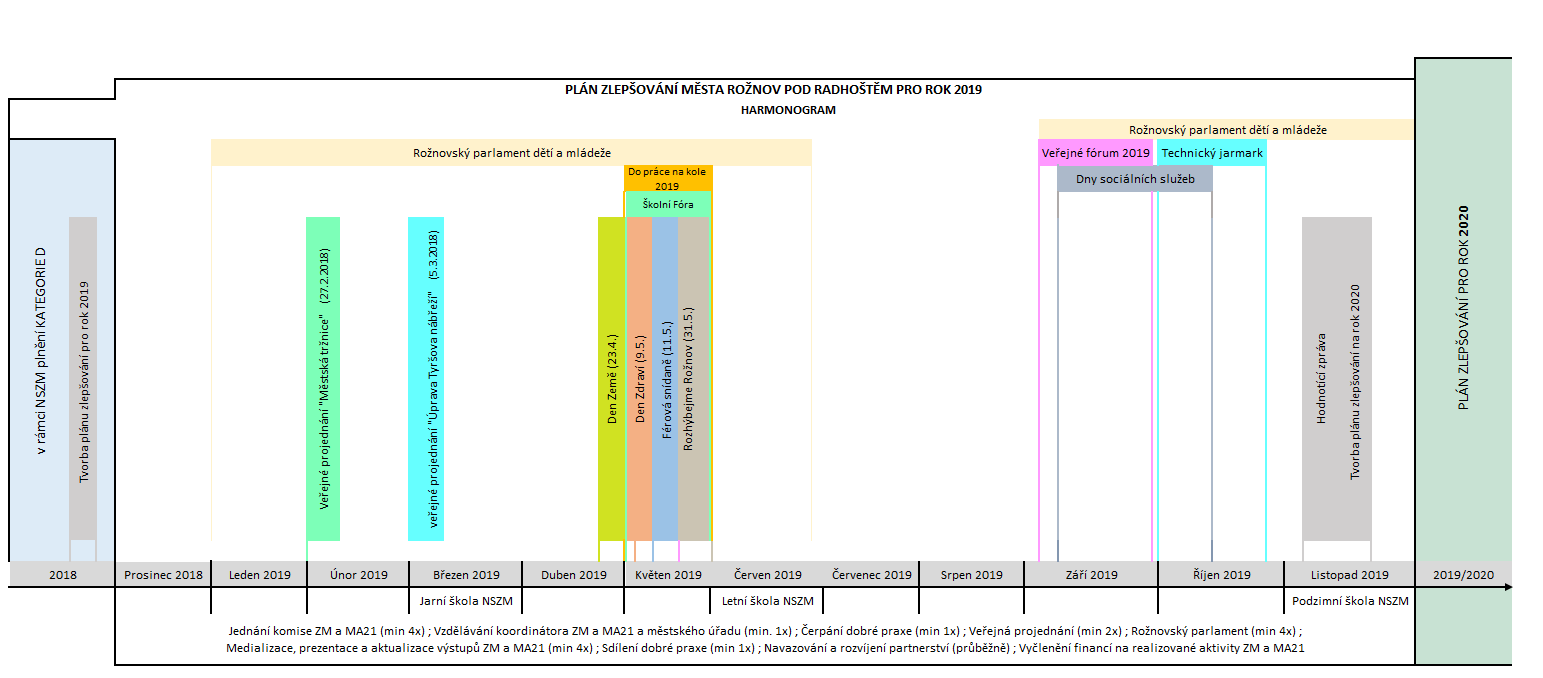 PLÁN ZLEPŠOVÁNÍ MĚSTA ROŽNOV POD RADHOŠTĚM PRO ROK 2019
HARMONOGRAM
Rožnovský parlament dětí a mládeže
Rožnovský parlament dětí a mládeže
Veřejné fórum 2019
Technický jarmark
Do práce na kole
2019
Dny sociálních služeb
Školní Fóra
v rámci NSZM plnění KATEGORIE D
Tvorba plánu zlepšování pro rok 2019
Veřejné projednání "Městská tržnice" (27.2.2018)
veřejné projednání "Úprava Tyršova nábřeží" (5.3.2018)
Den Země (23.4.)
Den Zdraví (9.5.)
Férová snídaně (11.5.)
Rozhýbejme Rožnov (31.5.)
Hodnotící zpráva
Tvorba plánu zlepšování na rok 2020
PLÁN ZLEPŠOVÁNÍ PRO ROK 2020
2018
Prosinec 2018
Leden 2019
Únor 2019
Březen 2019
Duben 2019
Květen 2019
Červen 2019
Červenec 2019
Srpen 2019
Září 2019
Říjen 2019
Listopad 2019
2019/2020
Jarní škola NSZM
Letní škola NSZM
Podzimní škola NSZM
Jednání komise ZM a MA21 (min 4x) ; Vzdělávání koordinátora ZM a MA21 a městského úřadu (min. 1x) ; Čerpání dobré praxe (min 1x) ; Veřejná projednání (min 2x) ; Rožnovský parlament (min 4x) ;
Medializace, prezentace a aktualizace výstupů ZM a MA21 (min 4x) ; Sdílení dobré praxe (min 1x) ; Navazování a rozvíjení partnerství (průběžně) ; Vyčlenění financí na realizované aktivity ZM a MA21